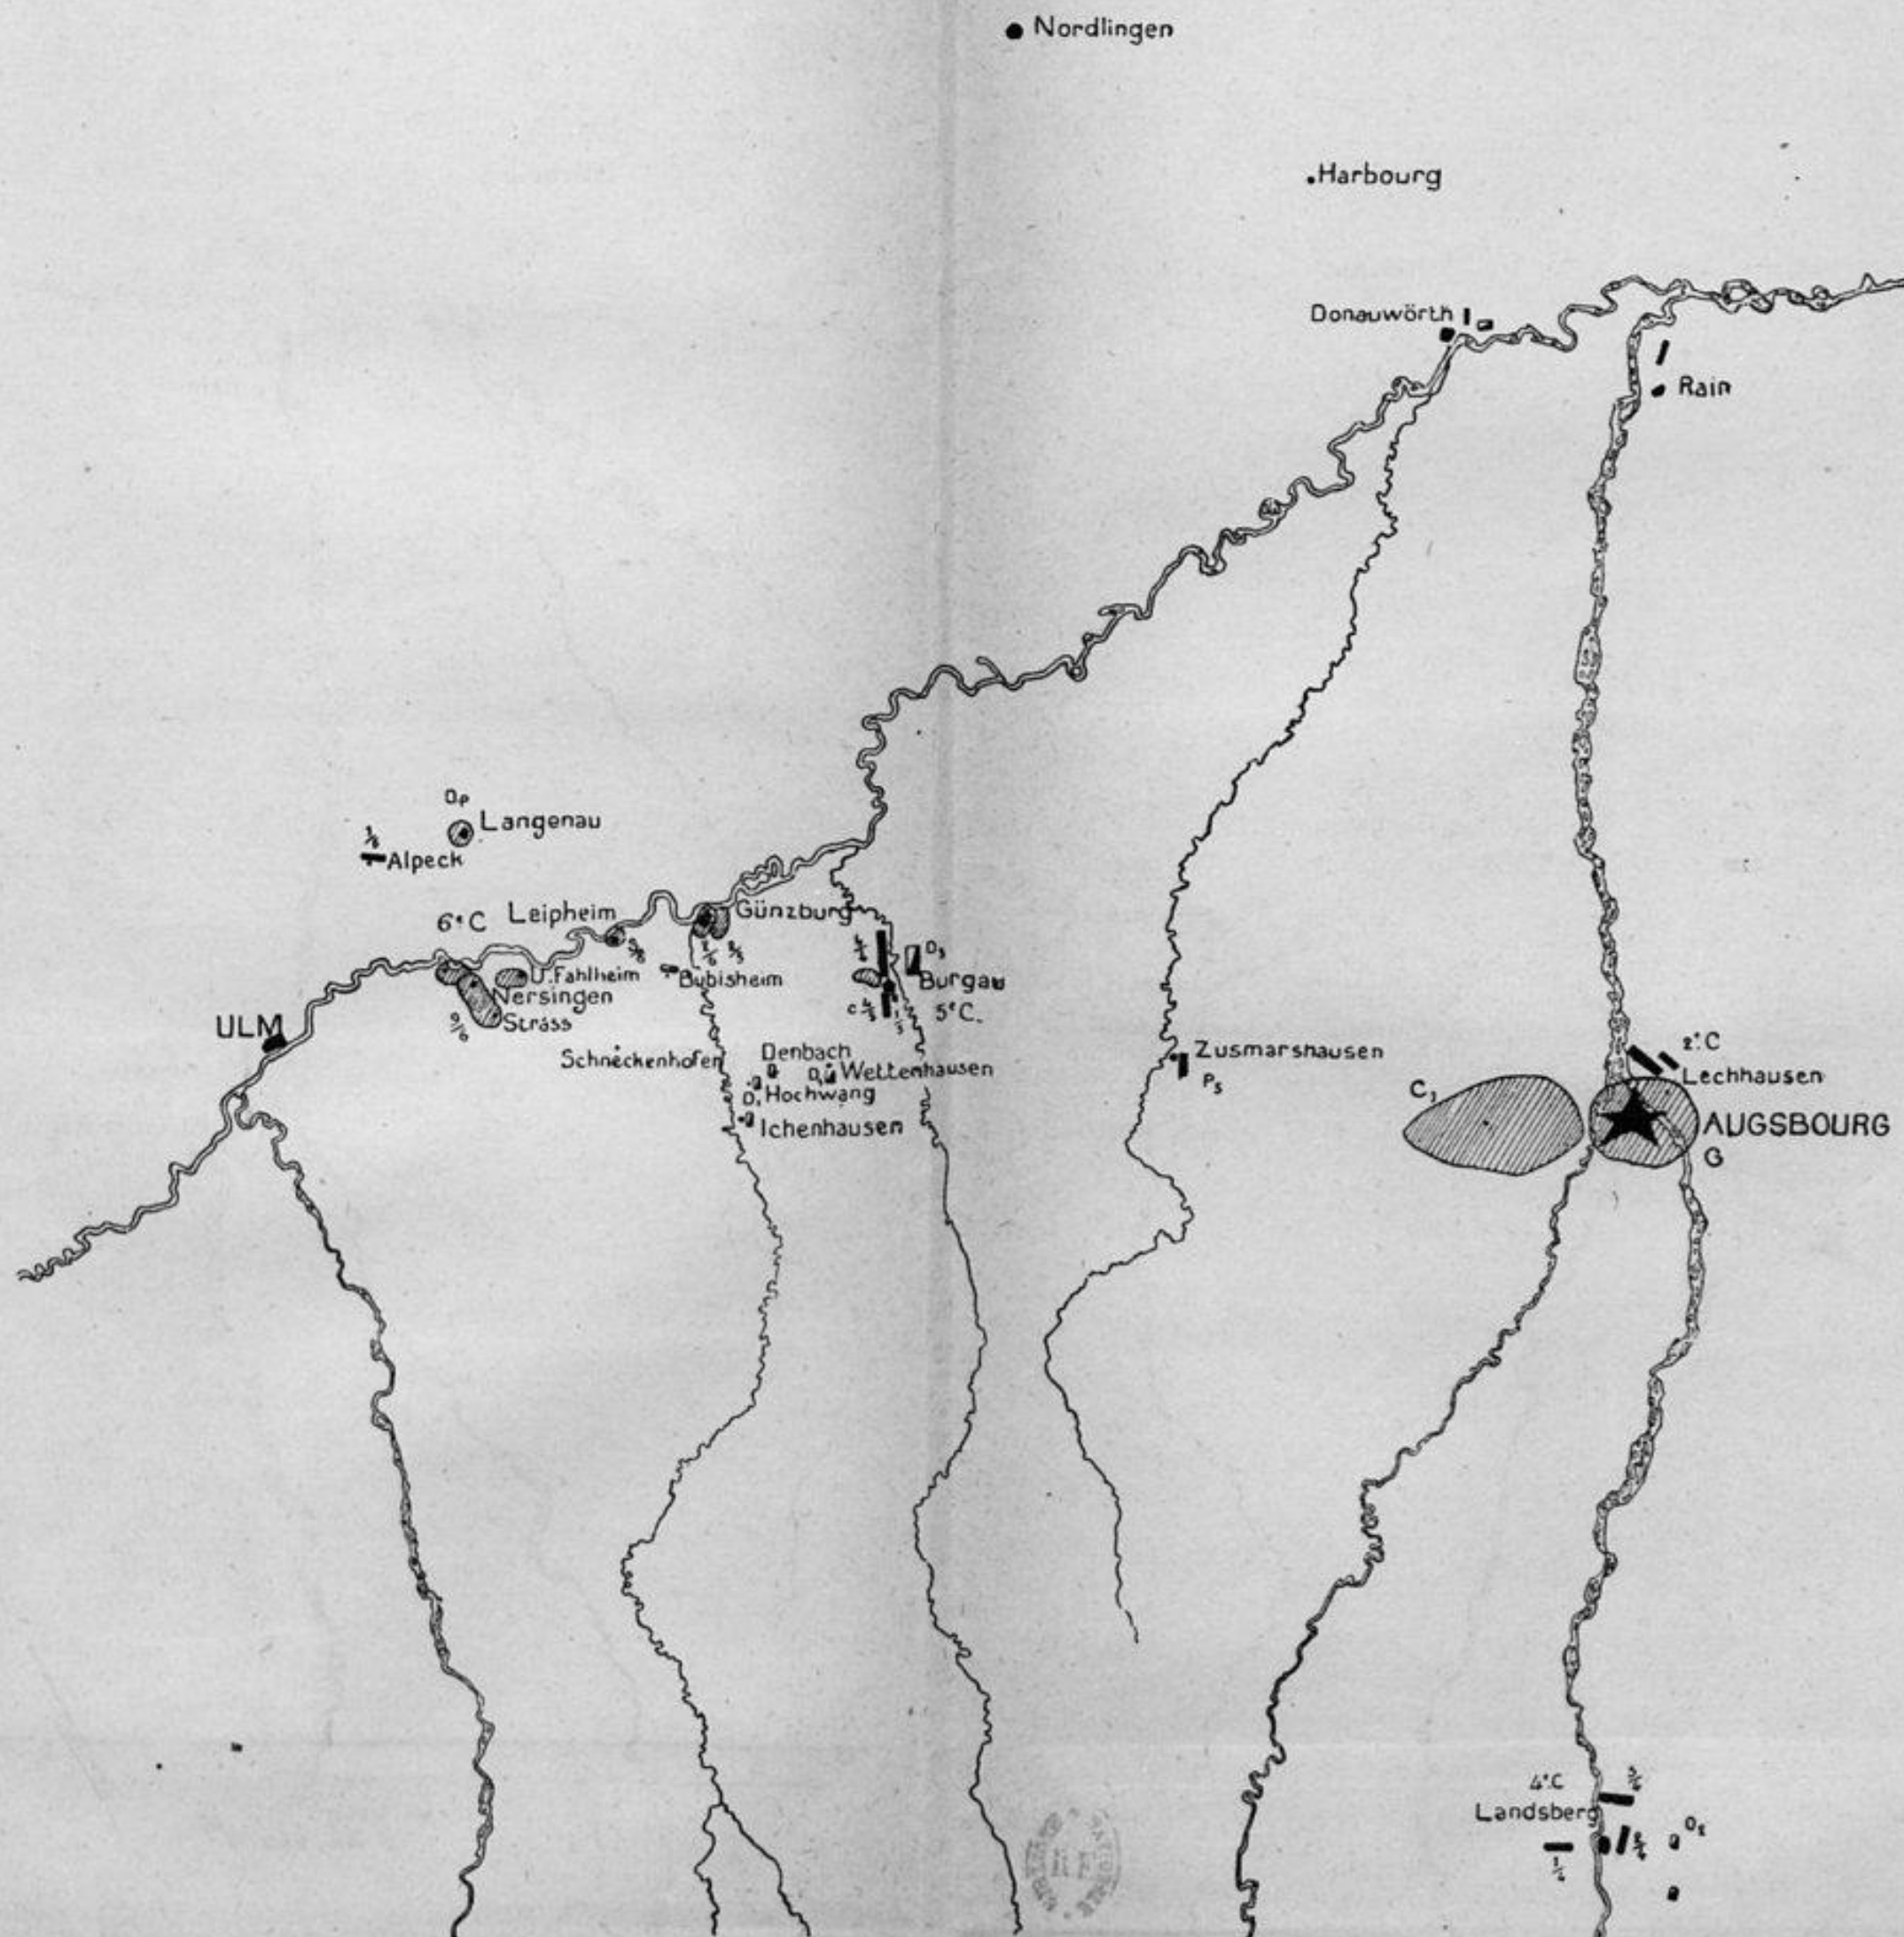 Nordlingen
Harbourg
Donauwörth
Rain
Langenau
Alpeck
6ᵉ C
Leipheim
Günzburg
U. Fahlheim
Bubisheim
Burgau
Nersingen
5ᵉ C.
Strass
ULM
Schneckenhofen
Denbach
Wettenhausen
Hochwang
Ichenhausen
Zusmarshausen
2ᵉ C
Lechhausen
AUGSBOURG
G
4ᵉ C
Landsberg